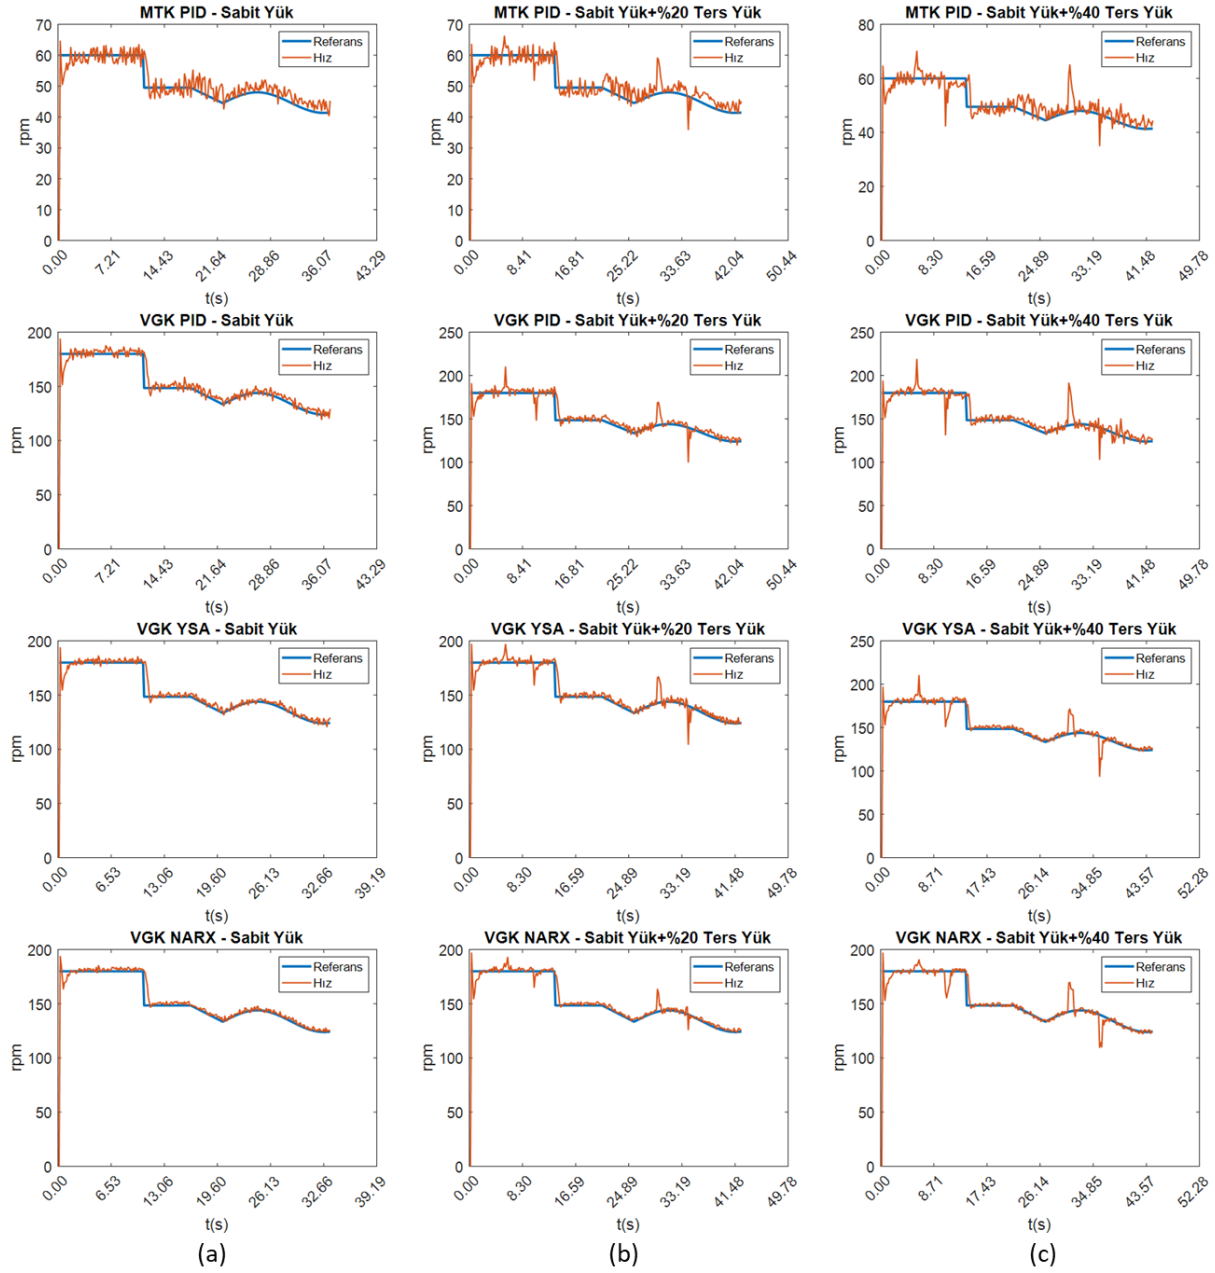 MTK PID - Sabit Yük
70
60
50
40
30
20
10
0
rpm
Referans
Hız
0.00 7.21 14.43 21.64 28.86 36.07 43.29
t(s)
MTK PID - Sabit Yük+%20 Ters Yük
70
60
50
40
30
20
10
0
rpm
Referans
Hız
0.00 8.41 16.81 25.22 33.63 42.04 50.44
t(s)
MTK PID - Sabit Yük+%40 Ters Yük
80
60
40
20
0
rpm
Referans
Hız
0.00 8.30 16.59 24.89 33.19 41.48 49.78
t(s)
VGK PID - Sabit Yük
200
150
100
50
0
rpm
Referans
Hız
0.00 7.21 14.43 21.64 28.86 36.07 43.29
t(s)
VGK PID - Sabit Yük+%20 Ters Yük
250
200
150
100
50
0
rpm
Referans
Hız
0.00 8.41 16.81 25.22 33.63 42.04 50.44
t(s)
VGK PID - Sabit Yük+%40 Ters Yük
250
200
150
100
50
0
rpm
Referans
Hız
0.00 8.30 16.59 24.89 33.19 41.48 49.78
t(s)
VGK YSA - Sabit Yük
200
150
100
50
0
rpm
Referans
Hız
0.00 6.53 13.06 19.60 26.13 32.66 39.19
t(s)
VGK YSA - Sabit Yük+%20 Ters Yük
200
150
100
50
0
rpm
Referans
Hız
0.00 8.30 16.59 24.89 33.19 41.48 49.78
t(s)
VGK YSA - Sabit Yük+%40 Ters Yük
250
200
150
100
50
0
rpm
Referans
Hız
0.00 8.71 17.43 26.14 34.85 43.57 52.28
t(s)
VGK NARX - Sabit Yük
200
150
100
50
0
rpm
Referans
Hız
0.00 6.53 13.06 19.60 26.13 32.66 39.19
t(s)
(a)
VGK NARX - Sabit Yük+%20 Ters Yük
200
150
100
50
0
rpm
Referans
Hız
0.00 8.30 16.59 24.89 33.19 41.48 49.78
t(s)
(b)
VGK NARX - Sabit Yük+%40 Ters Yük
200
150
100
50
0
rpm
Referans
Hız
0.00 8.71 17.43 26.14 34.85 43.57 52.28
t(s)
(c)